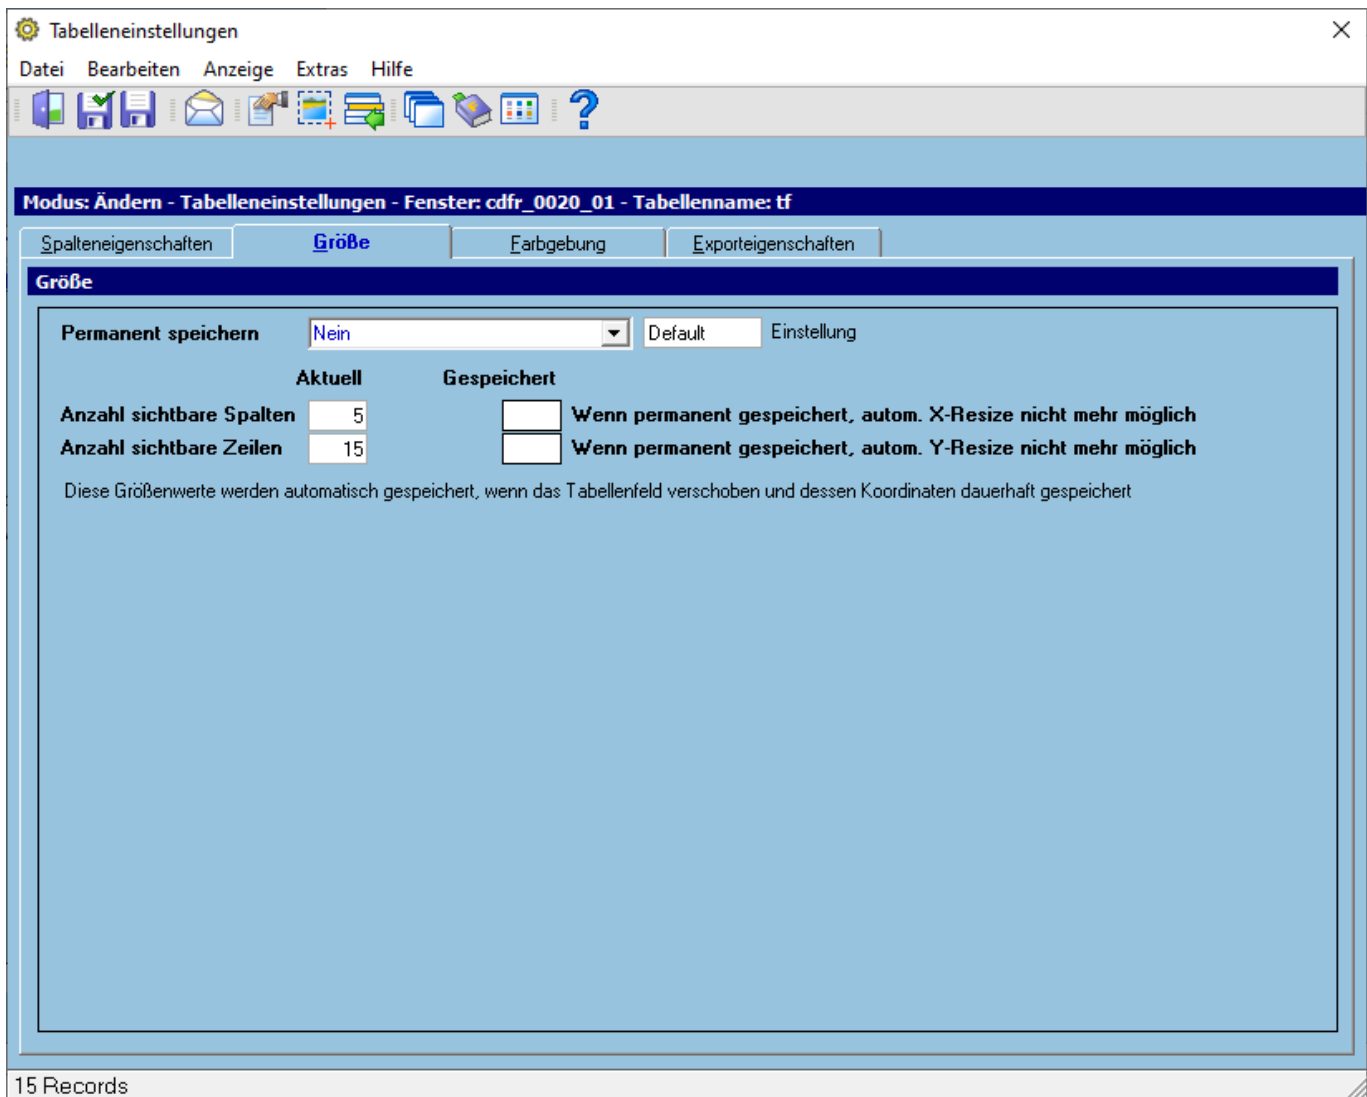 Tabelleneinstellungen
Datei Bearbeiten Anzeige Extras Hilfe
Modus: Ändern - Tabelleneinstellungen - Fenster: cdfr_0020_01 - Tabellenname: tf
Spalteneigenschaften Größe Farbgebung Exporteigenschaften
Größe
Permanent speichern Nein Default Einstellung
Aktuell Gespeichert
Anzahl sichtbare Spalten 5 Wenn permanent gespeichert, autom. X-Resize nicht mehr möglich
Anzahl sichtbare Zeilen 15 Wenn permanent gespeichert, autom. Y-Resize nicht mehr möglich
Diese Größenwerte werden automatisch gespeichert, wenn das Tabellenfeld verschoben und dessen Koordinaten dauerhaft gespeichert
15 Records